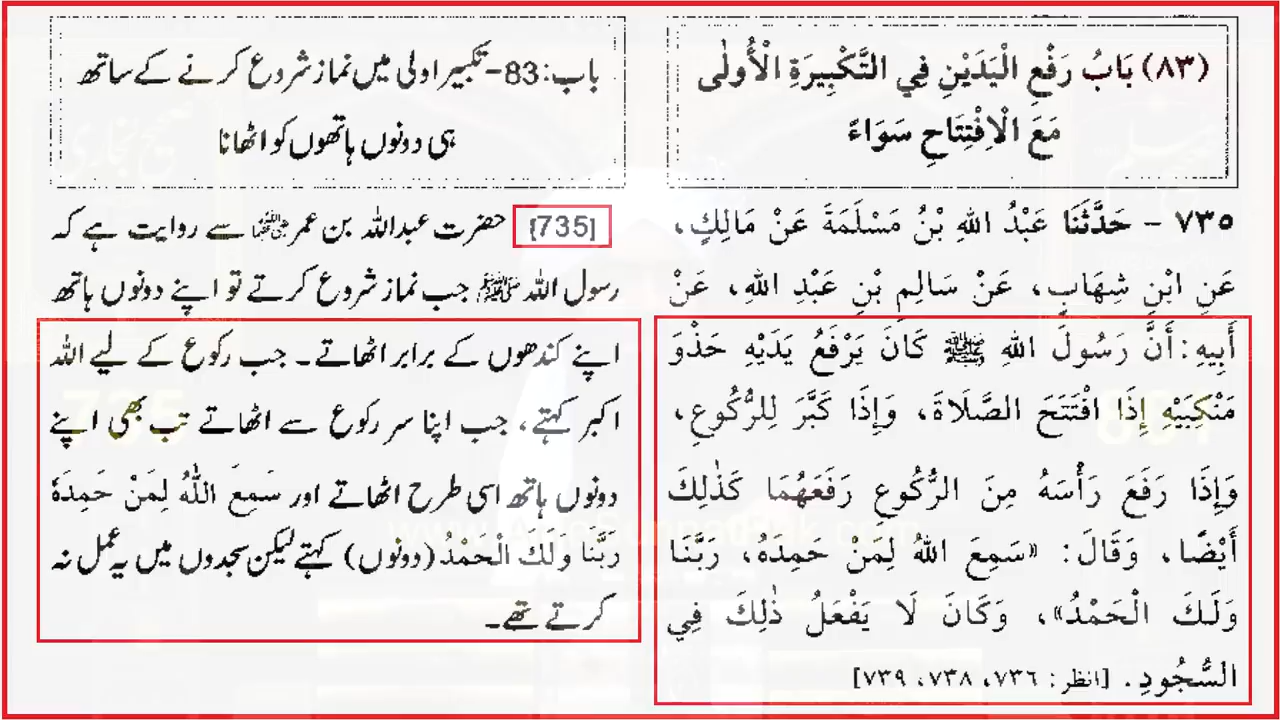 (٨٣) بَابُ رَفْعِ الْيَدَيْنِ فِي التَّكْبِيرَةِ الْأُولٰى
مَعَ الْاِفْتِتَاحِ سَوَاءً
٧٣٥ - حَدَّثَنَا عَبْدُ اللهِ بْنُ مَسْلَمَةَ عَنْ مَالِكٍ،
عَنِ ابْنِ شِهَابٍ، عَنْ سَالِمِ بْنِ عَبْدِ اللهِ، عَنْ
أَبِيهِ: أَنَّ رَسُولَ اللهِ ﷺ كَانَ يَرْفَعُ يَدَيْهِ حَذْوَ
مَنْكِبَيْهِ إِذَا افْتَتَحَ الصَّلَاةَ، وَإِذَا كَبَّرَ لِلرُّكُوعِ،
وَإِذَا رَفَعَ رَأْسَهُ مِنَ الرُّكُوعِ رَفَعَهُمَا كَذٰلِكَ
أَيْضًا، وَقَالَ: «سَمِعَ اللهُ لِمَنْ حَمِدَهُ، رَبَّنَا
وَلَكَ الْحَمْدُ»، وَكَانَ لَا يَفْعَلُ ذٰلِكَ فِي
السُّجُودِ. [انظر: ٧٣٦، ٧٣٨، ٧٣٩]
باب:83-تکبیر اولی میں نماز شروع کرنے کے ساتھ
ہی دونوں ہاتھوں کو اٹھانا
[735] حضرت عبداللہ بن عمر ؓ سے روایت ہے کہ
رسول اللہ ﷺ جب نماز شروع کرتے تو اپنے دونوں ہاتھ
اپنے کندھوں کے برابر اٹھاتے۔ جب رکوع کے لیے اللہ
اکبر کہتے، جب اپنا سر رکوع سے اٹھاتے تب بھی اپنے
دونوں ہاتھ اسی طرح اٹھاتے اور سَمِعَ اللّٰهُ لِمَنْ حَمِدَهٗ
رَبَّنَا وَلَكَ الْحَمْدُ (دونوں) کہتے لیکن سجدوں میں یہ عمل نہ
کرتے تھے۔